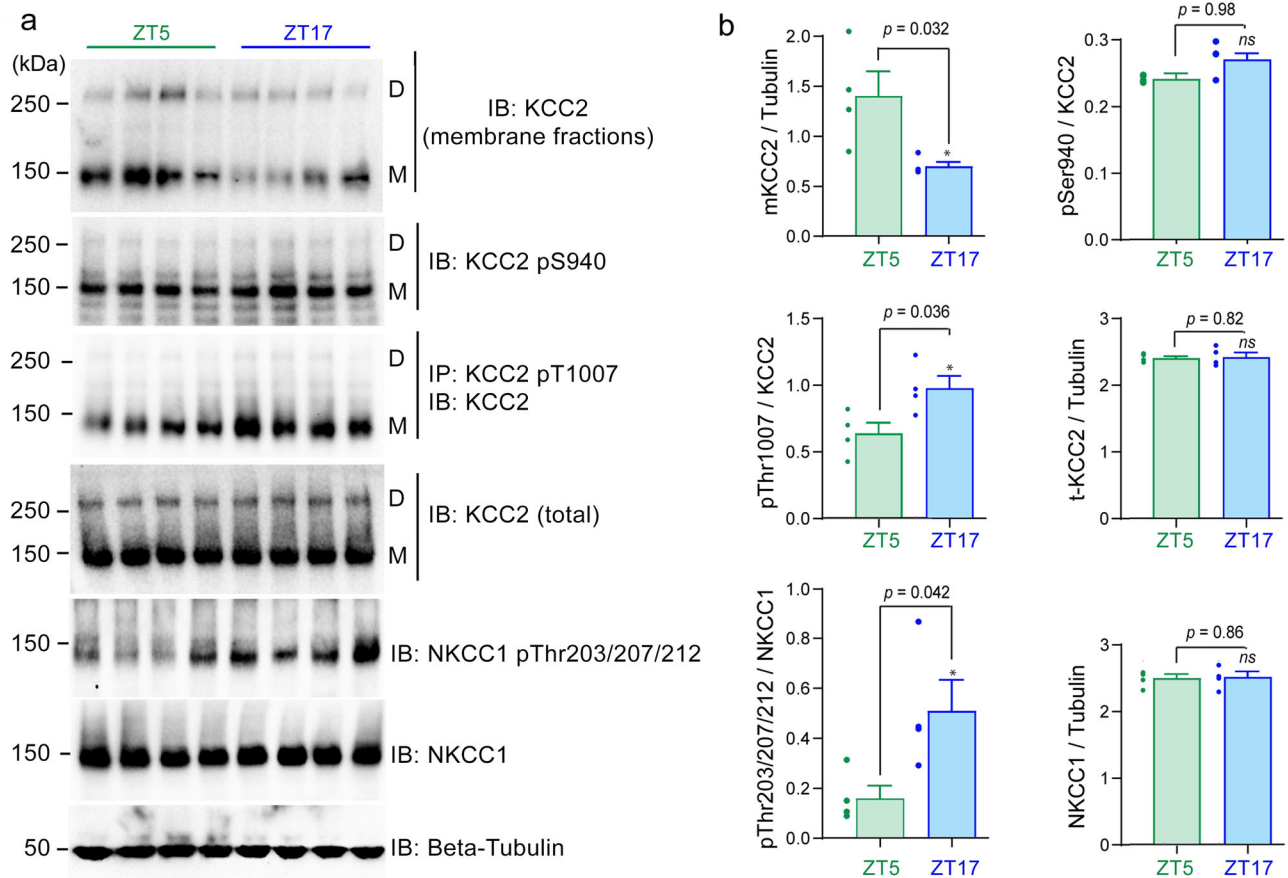 a
ZT5
ZT17
(kDa)
250
150
D
M
IB: KCC2
(membrane fractions)
250
150
D
M
IB: KCC2 pS940
250
150
D
M
IP: KCC2 pT1007
IB: KCC2
250
150
D
M
IB: KCC2 (total)
150
IB: NKCC1 pThr203/207/212
150
IB: NKCC1
50
IB: Beta-Tubulin
b
mKCC2 / Tubulin
2.0
1.5
1.0
0.5
0.0
p = 0.032
*
ZT5
ZT17
pSer940 / KCC2
0.3
0.2
0.1
0.0
p = 0.98
ns
ZT5
ZT17
pThr1007 / KCC2
1.5
1.0
0.5
0.0
p = 0.036
*
ZT5
ZT17
t-KCC2 / Tubulin
3
2
1
0
p = 0.82
ns
ZT5
ZT17
pThr203/207/212 / NKCC1
1.0
0.8
0.6
0.4
0.2
0.0
p = 0.042
*
ZT5
ZT17
NKCC1 / Tubulin
3
2
1
0
p = 0.86
ns
ZT5
ZT17